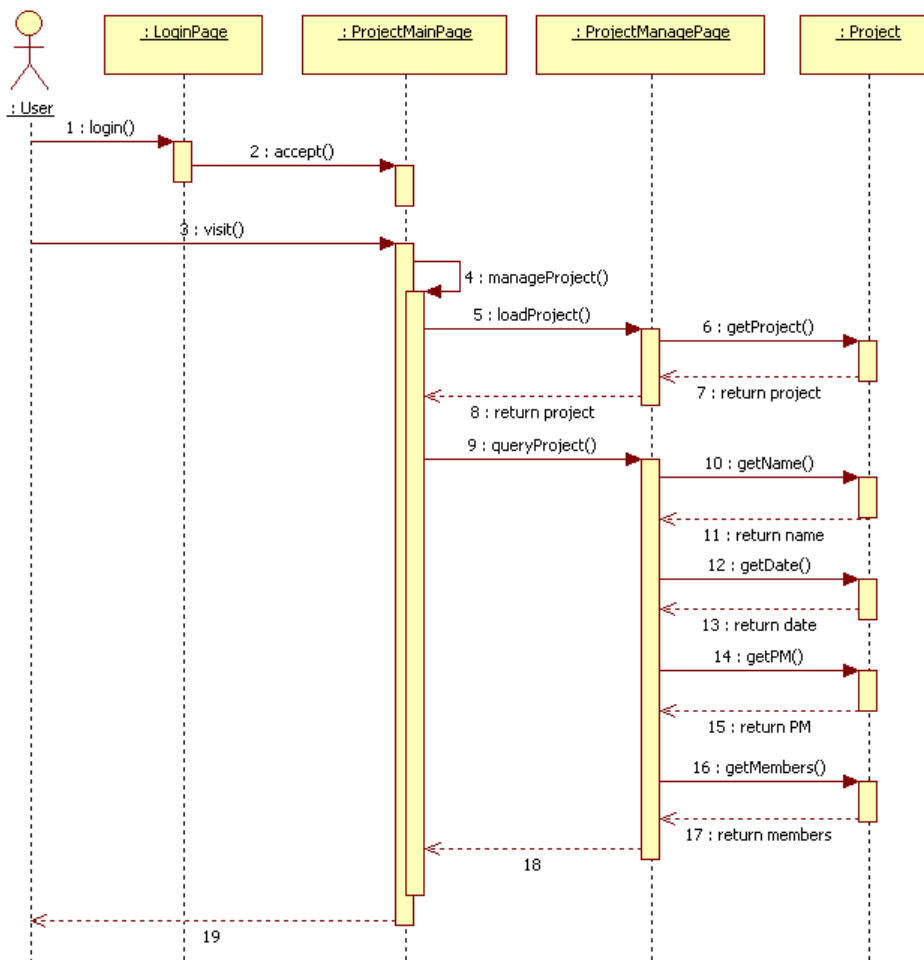 : LoginPage
: ProjectMainPage
: ProjectManagePage
: Project
: User
1 : login()
2 : accept()
3 : visit()
4 : manageProject()
5 : loadProject()
6 : getProject()
7 : return project
8 : return project
9 : queryProject()
10 : getName()
11 : return name
12 : getDate()
13 : return date
14 : getPM()
15 : return PM
16 : getMembers()
17 : return members
18
19